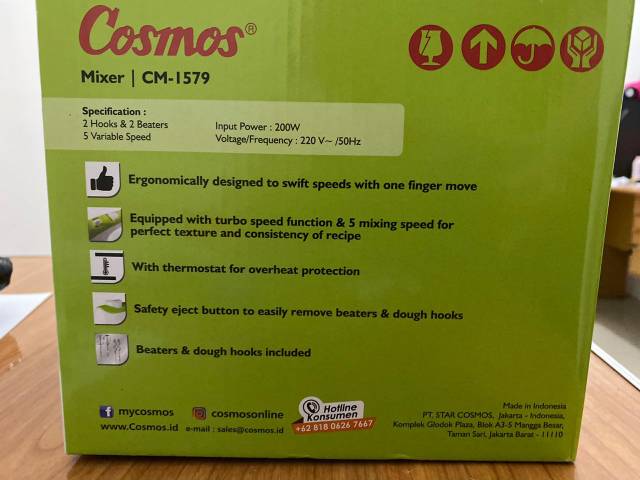 Cosmos®
Mixer | CM-1579
Specification :
2 Hooks & 2 Beaters
5 Variable Speed
Input Power : 200W
Voltage/Frequency : 220 V~ /50Hz
Ergonomically designed to swift speeds with one finger move
Equipped with turbo speed function & 5 mixing speed for
perfect texture and consistency of recipe
With thermostat for overheat protection
Safety eject button to easily remove beaters & dough hooks
Beaters & dough hooks included
mycosmos
cosmosonline
www.Cosmos.id
e-mail : sales@cosmos.id
Hotline
Konsumen
+62 818 0626 7667
Made in Indonesia
PT. STAR COSMOS, Jakarta - Indonesia,
Komplek Glodok Plaza, Blok A3-5 Mangga Besar,
Taman Sari, Jakarta Barat - 11110